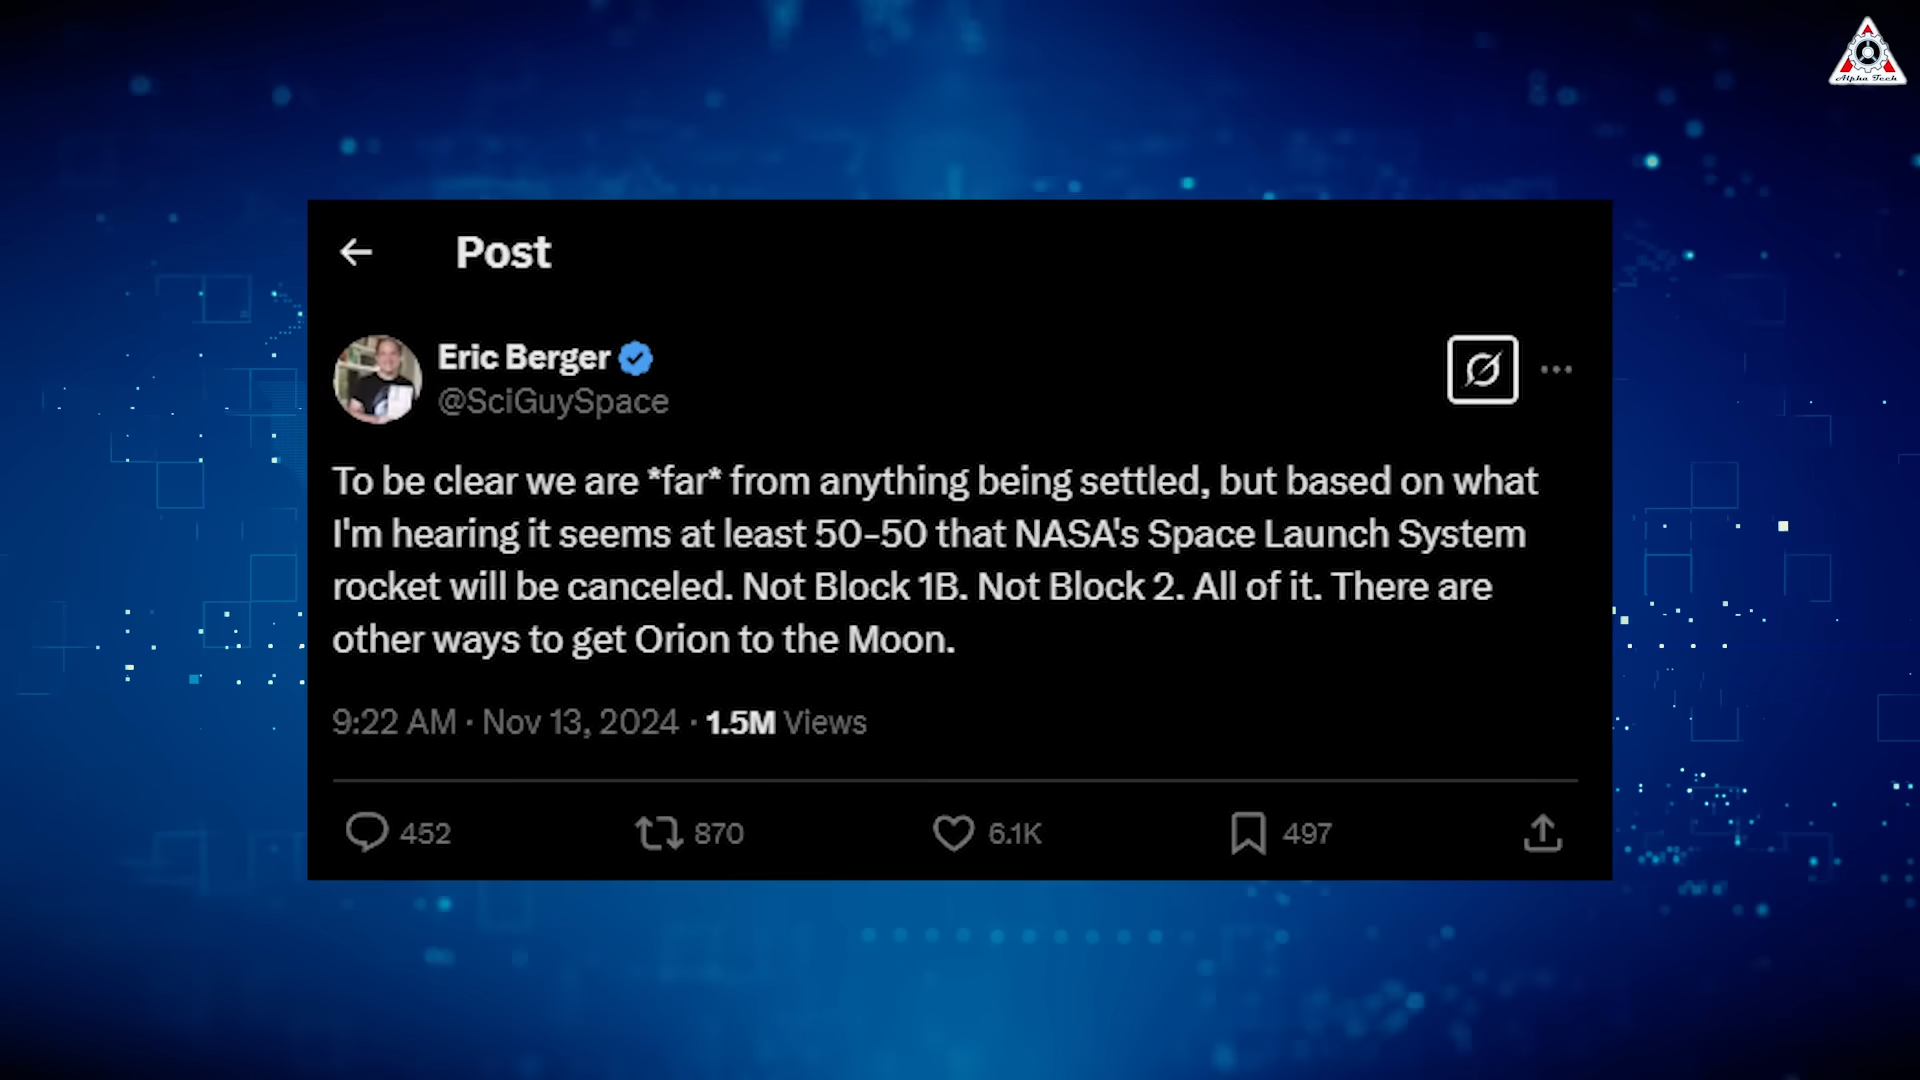 Alpha Tech
Post
Eric Berger
@SciGuySpace
To be clear we are *far* from anything being settled, but based on what
I'm hearing it seems at least 50-50 that NASA's Space Launch System
rocket will be canceled. Not Block 1B. Not Block 2. All of it. There are
other ways to get Orion to the Moon.
9:22 AM · Nov 13, 2024 · 1.5M Views
452 870 6.1K 497